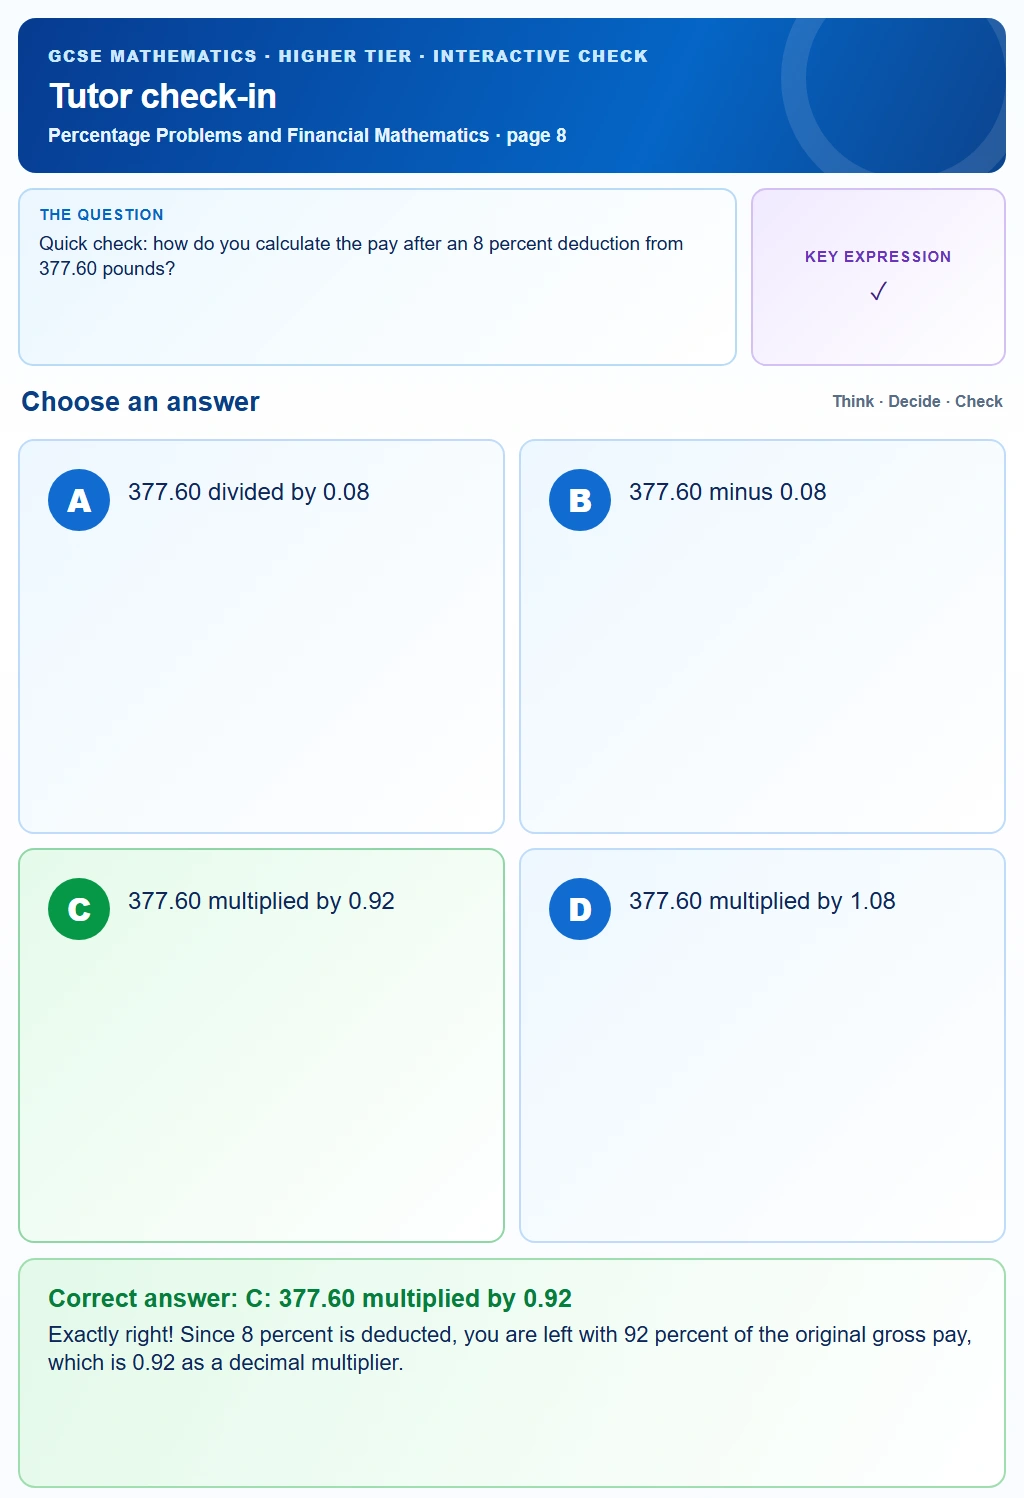 GCSE MATHEMATICS · HIGHER TIER · INTERACTIVE CHECK
Tutor check-in
Percentage Problems and Financial Mathematics · page 8
THE QUESTION
Quick check: how do you calculate the pay after an 8 percent deduction from
377.60 pounds?
KEY EXPRESSION
✓
Choose an answer
Think · Decide · Check
A
377.60 divided by 0.08
B
377.60 minus 0.08
C
377.60 multiplied by 0.92
D
377.60 multiplied by 1.08
Correct answer: C: 377.60 multiplied by 0.92
Exactly right! Since 8 percent is deducted, you are left with 92 percent of the original gross pay,
which is 0.92 as a decimal multiplier.